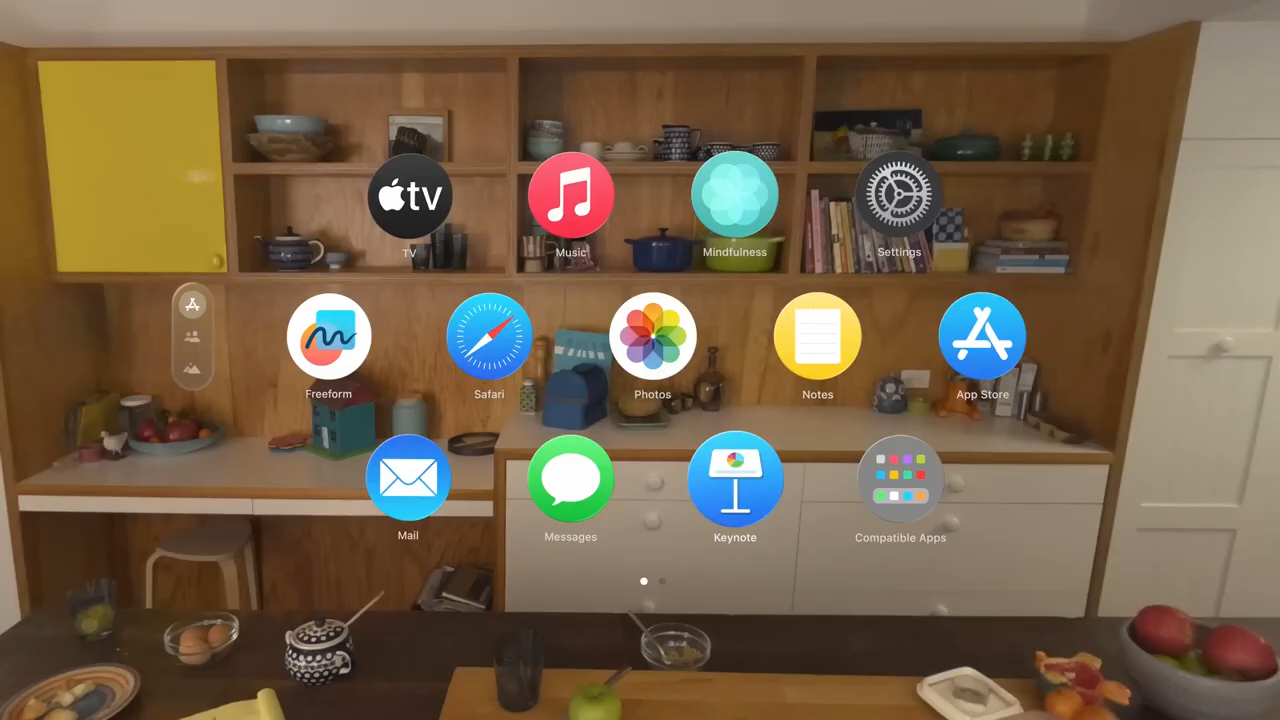 tv
TV
Music
Mindfulness
Settings
Freeform
Safari
Photos
Notes
App Store
Mail
Messages
Keynote
Compatible Apps